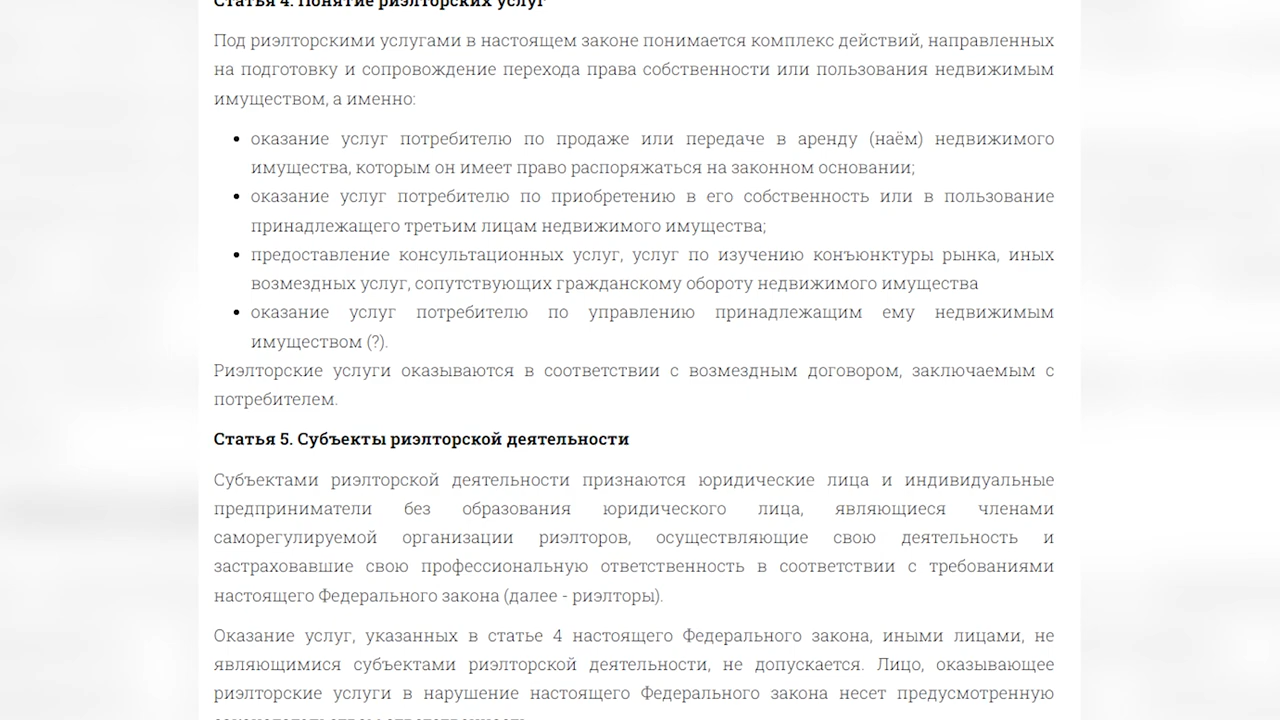 Статья 4. Понятие риэлторских услуг
Под риэлторскими услугами в настоящем законе понимается комплекс действий, направленных
на подготовку и сопровождение перехода права собственности или пользования недвижимым
имуществом, а именно:
• оказание услуг потребителю по продаже или передаче в аренду (наём) недвижимого
имущества, которым он имеет право распоряжаться на законном основании;
• оказание услуг потребителю по приобретению в его собственность или в пользование
принадлежащего третьим лицам недвижимого имущества;
• предоставление консультационных услуг, услуг по изучению конъюнктуры рынка, иных
возмездных услуг, сопутствующих гражданскому обороту недвижимого имущества
• оказание услуг потребителю по управлению принадлежащим ему недвижимым
имуществом (?).
Риэлторские услуги оказываются в соответствии с возмездным договором, заключаемым с
потребителем.
Статья 5. Субъекты риэлторской деятельности
Субъектами риэлторской деятельности признаются юридические лица и индивидуальные
предприниматели без образования юридического лица, являющиеся членами
саморегулируемой организации риэлторов, осуществляющие свою деятельность и
застраховавшие свою профессиональную ответственность в соответствии с требованиями
настоящего Федерального закона (далее - риэлторы).
Оказание услуг, указанных в статье 4 настоящего Федерального закона, иными лицами, не
являющимися субъектами риэлторской деятельности, не допускается. Лицо, оказывающее
риэлторские услуги в нарушение настоящего Федерального закона несет предусмотренную